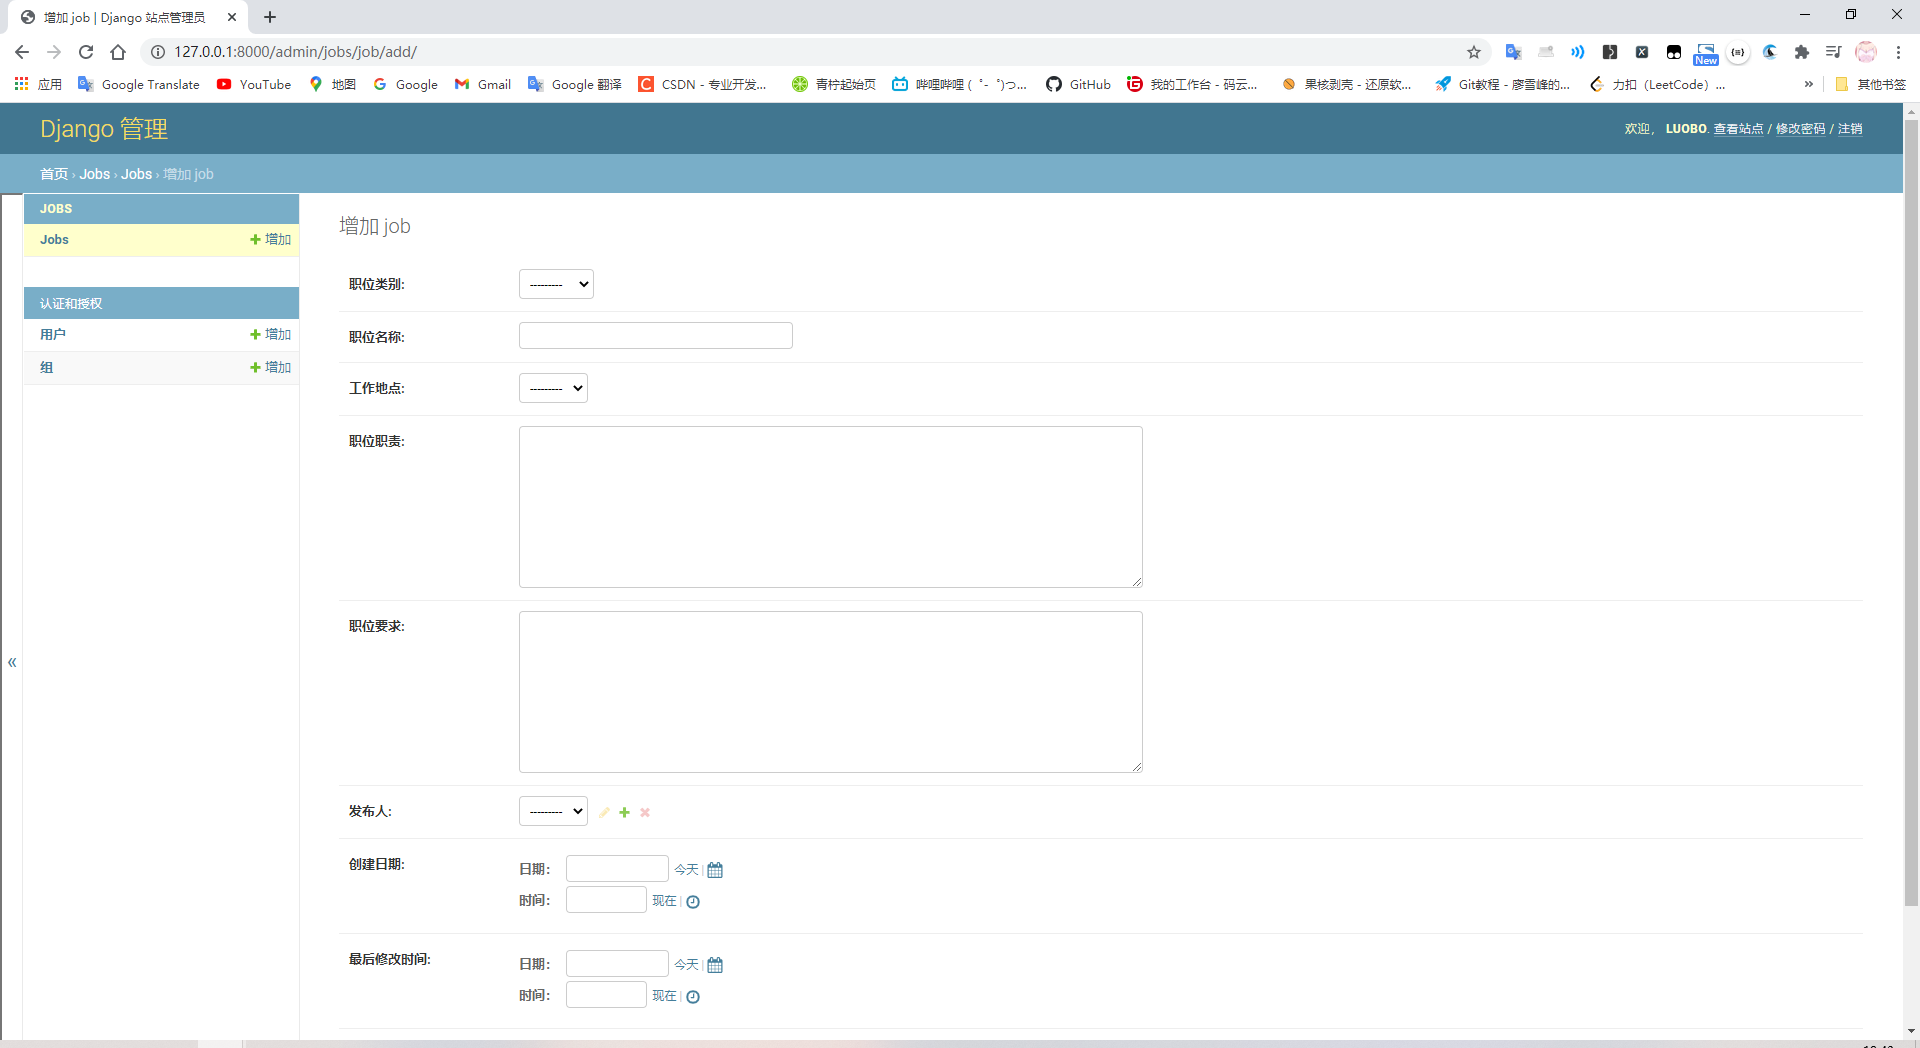 增加 job | Django 站点管理员
127.0.0.1:8000/admin/jobs/job/add/
New
应用 Google Translate YouTube 地图 Google Gmail Google 翻译 CSDN - 专业开发... 青柠起始页 哔哩哔哩 ( ゜- ゜)つ... GitHub 我的工作台 - 码云... 果核剥壳 - 还原软... Git教程 - 廖雪峰的... 力扣（LeetCode）... » 其他书签
Django 管理
欢迎， LUOBO. 查看站点 / 修改密码 / 注销
首页 › Jobs › Jobs › 增加 job
JOBS
Jobs 增加
认证和授权
用户 增加
组 增加
«
增加 job
职位类别: ---------
职位名称:
工作地点: ---------
职位职责:
职位要求:
发布人: ---------
创建日期:
日期: 今天 |
时间: 现在 |
最后修改时间:
日期: 今天 |
时间: 现在 |